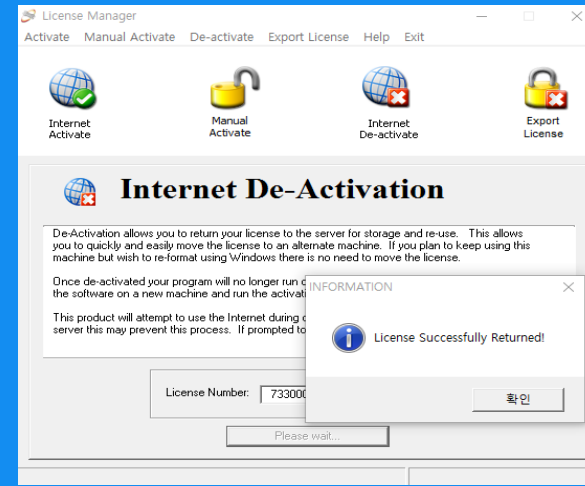 License Manager
Activate Manual Activate De-activate Export License Help Exit
Internet Activate
Manual Activate
Internet De-activate
Export License
Internet De-Activation
De-Activation allows you to return your license to the server for storage and re-use. This allows
you to quickly and easily move the license to an alternate machine. If you plan to keep using this
machine but wish to re-format using Windows there is no need to move the license.
Once de-activated your program will no longer run
the software on a new machine and run the activati
This product will attempt to use the Internet during
server this may prevent this process. If prompted to
INFORMATION
License Successfully Returned!
확인
License Number: 73300
Please wait...